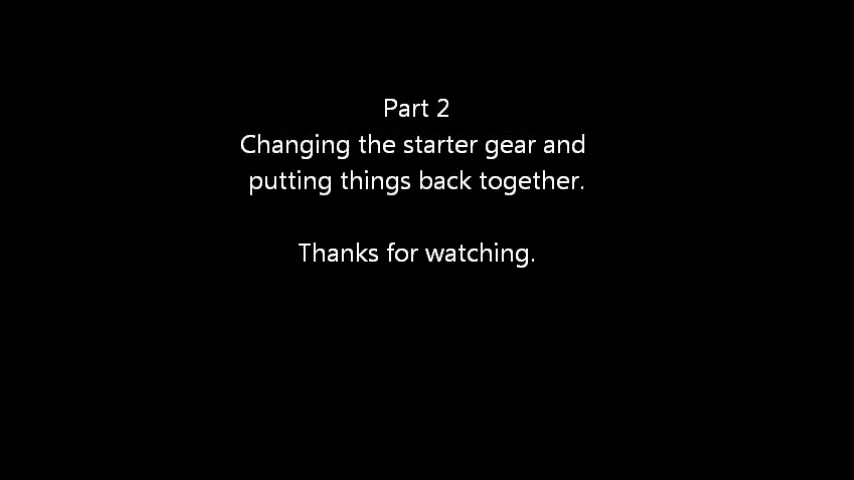 Part 2
Changing the starter gear and
putting things back together.
Thanks for watching.